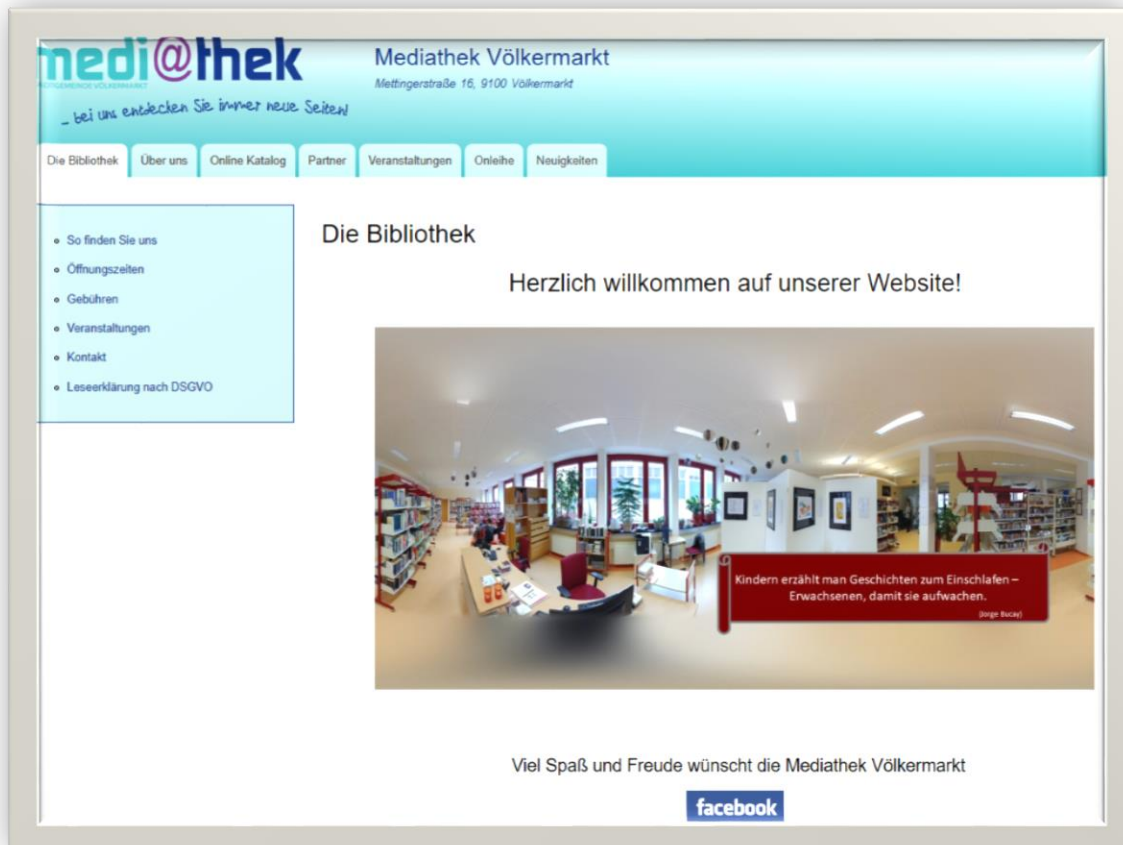 medi@thek
STADTGEMEINDE VÖLKERMARKT
... bei uns entdecken Sie immer neue Seiten!
Mediathek Völkermarkt
Mettingerstraße 16, 9100 Völkermarkt
Die Bibliothek
Über uns
Online Katalog
Partner
Veranstaltungen
Onleihe
Neuigkeiten
So finden Sie uns
Öffnungszeiten
Gebühren
Veranstaltungen
Kontakt
Leseerklärung nach DSGVO
Die Bibliothek
Herzlich willkommen auf unserer Website!
Kindern erzählt man Geschichten zum Einschlafen –
Erwachsenen, damit sie aufwachen.
(Jorge Bucay)
Viel Spaß und Freude wünscht die Mediathek Völkermarkt
facebook